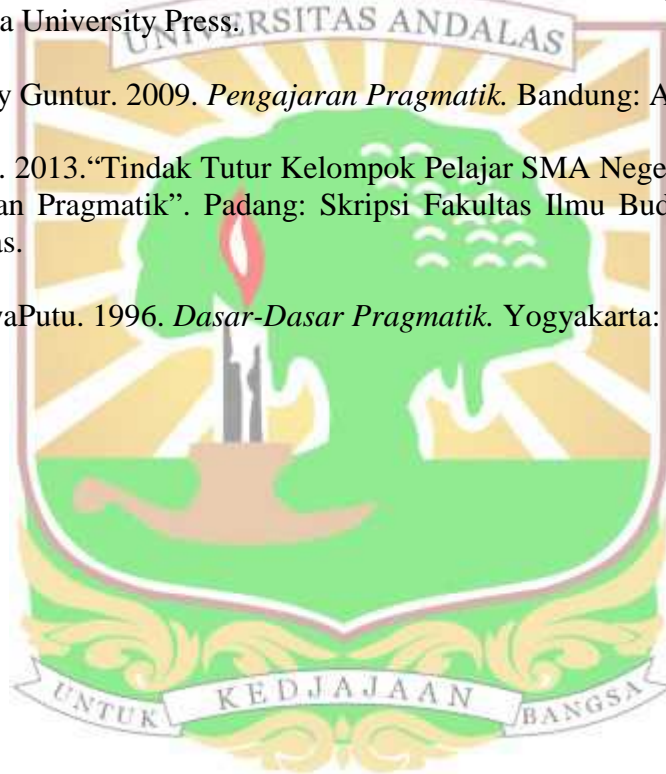 a University Press.
UNIVERSITAS ANDALAS
y Guntur. 2009. Pengajaran Pragmatik. Bandung: A
. 2013.“Tindak Tutur Kelompok Pelajar SMA Nege
an Pragmatik”. Padang: Skripsi Fakultas Ilmu Bud
as.
vaPutu. 1996. Dasar-Dasar Pragmatik. Yogyakarta:
UNTUK KEDJAJAAN BANGSA